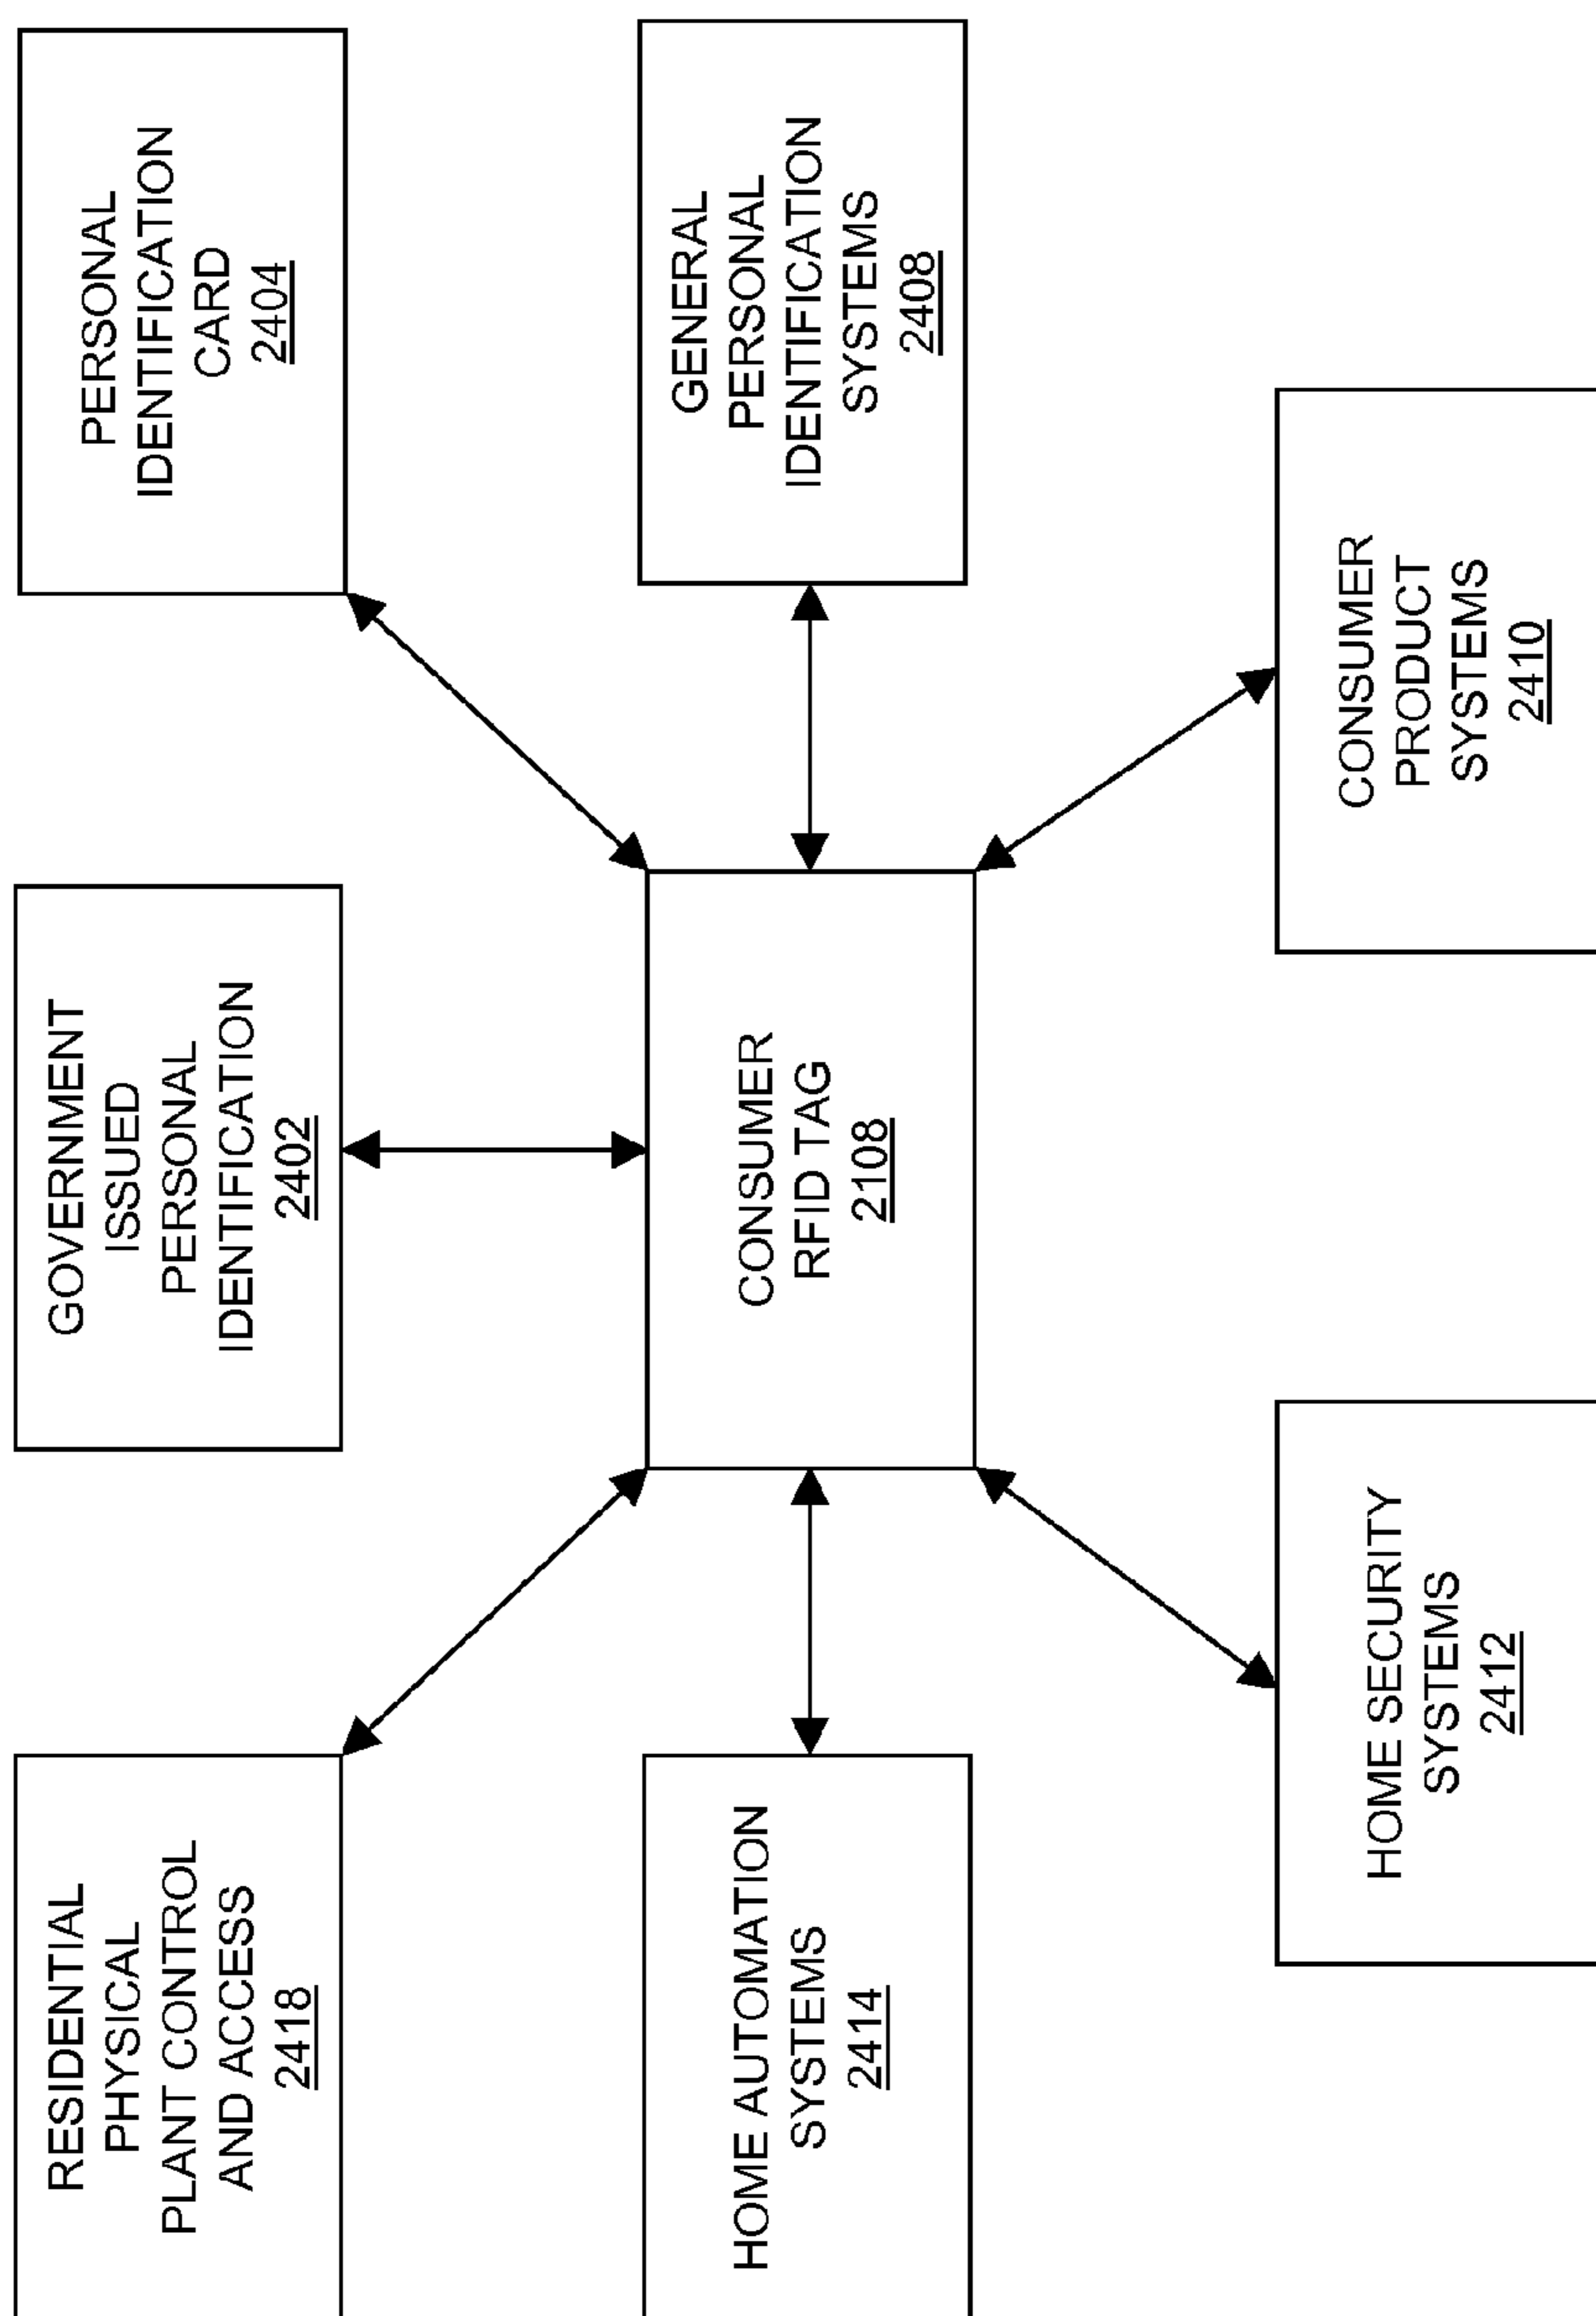 RESIDENTIAL
PHYSICAL
PLANT CONTROL
AND ACCESS
2418
GOVERNMENT
ISSUED
PERSONAL
IDENTIFICATION
2402
PERSONAL
IDENTIFICATION
CARD
2404
HOME AUTOMATION
SYSTEMS
2414
CONSUMER
RFID TAG
2108
GENERAL
PERSONAL
IDENTIFICATION
SYSTEMS
2408
HOME SECURITY
SYSTEMS
2412
CONSUMER
PRODUCT
SYSTEMS
2410